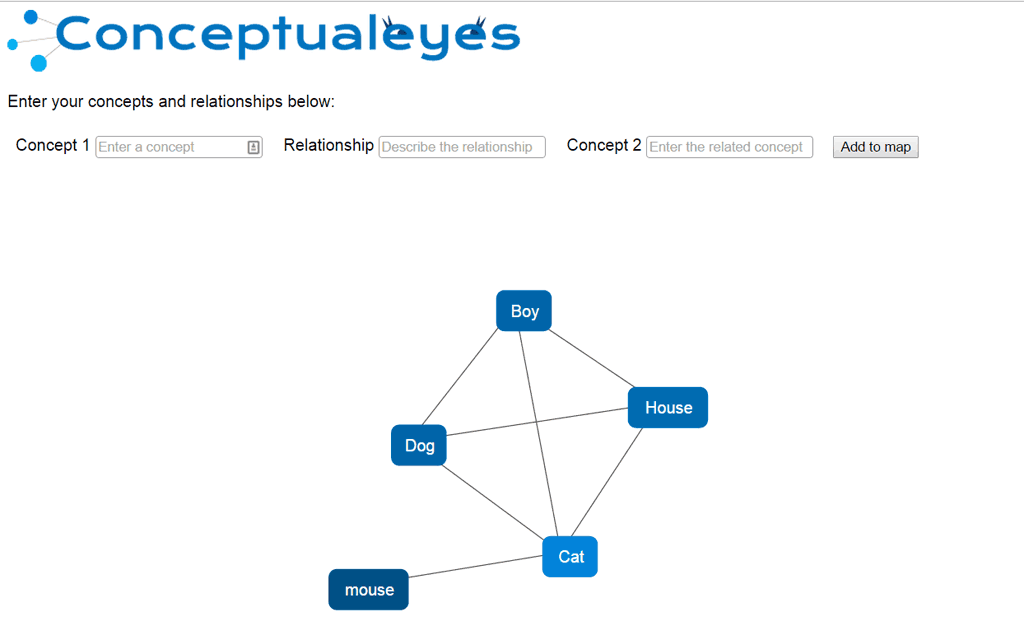 Conceptualeyes
Enter your concepts and relationships below:
Concept 1 Enter a concept Relationship Describe the relationship Concept 2 Enter the related concept Add to map
Boy
House
Dog
Cat
mouse